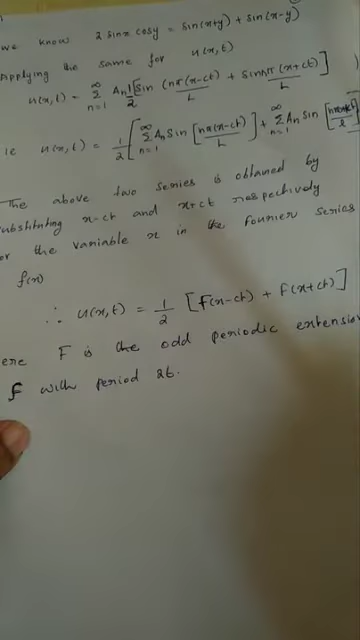 we know 2 sinx cosy = sin(x+y) + sin(x-y)
Applying the same for u(x,t)
u(x,t) = ∞ Σ n=1 An 1/2 [sin (nπ(x-ct)/L + sin nπ(x+ct)/L]
ie u(x,t) = 1/2 [∞ Σ n=1 An sin [nπ(x-ct)/L] + ∞ Σ n=1 An sin
The above two series is obtained by
substituting x-ct and x+ct respectively
or the variable x in the Fourier Series
f(x)
∴ u(x,t) = 1/2 [F(x-ct) + F(x+ct)]
ere F is the odd periodic extension
f with period